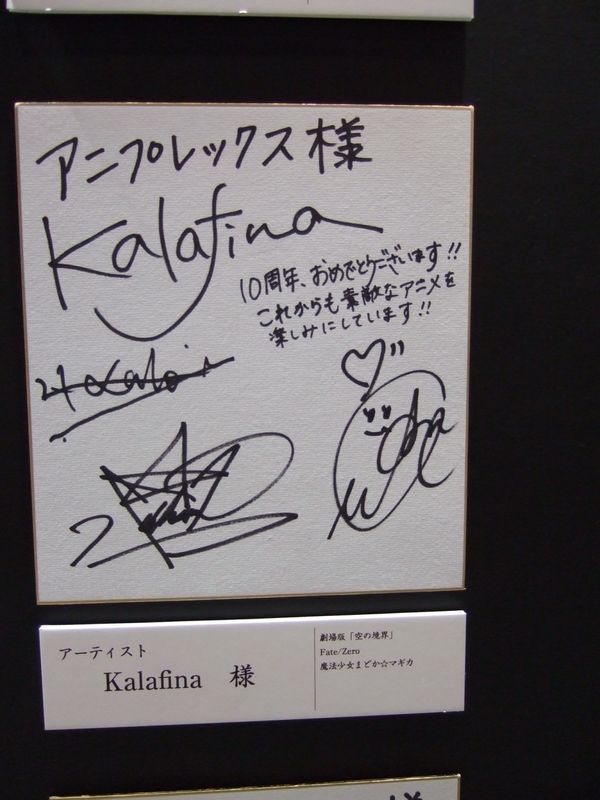 アニプレックス様
Kalafina
10周年、おめでとうございます!!
これからも素敵なアニメを
楽しみにしています!!
アーティスト
Kalafina 様
劇場版「空の境界」
Fate/Zero
魔法少女まどか☆マギカ